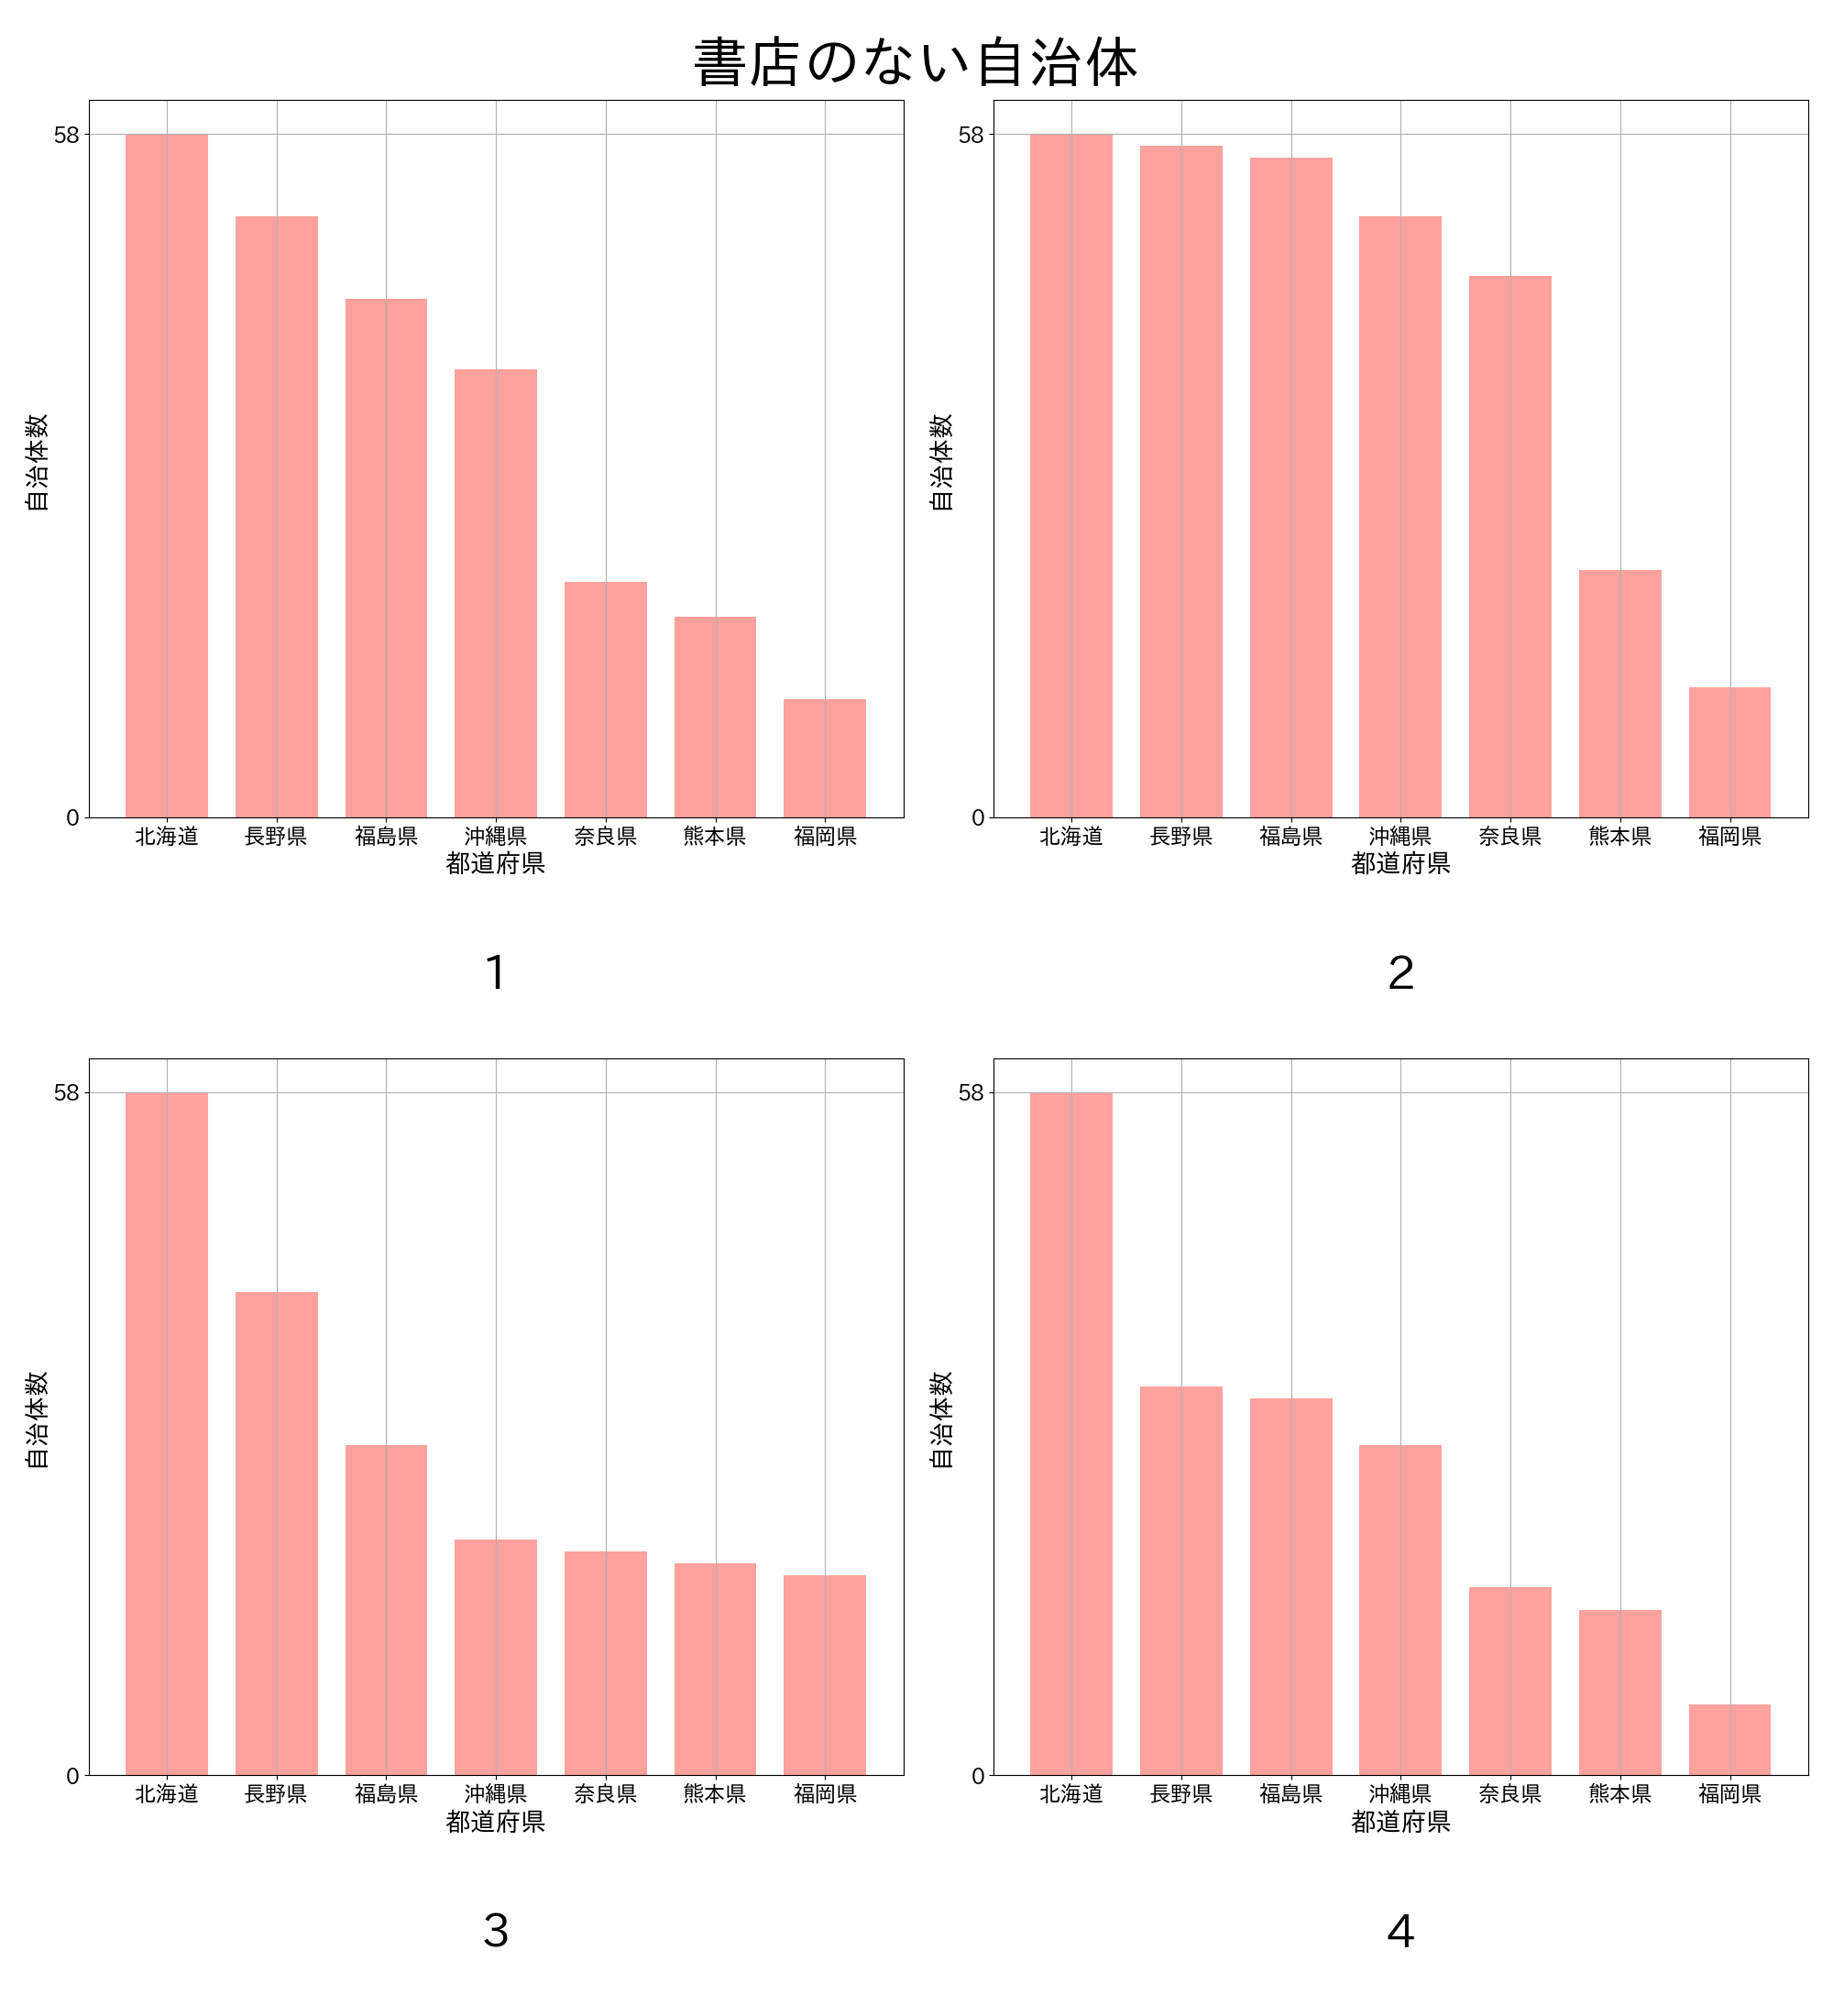 書店のない自治体
58
0
自治体数
北海道 長野県 福島県 沖縄県 奈良県 熊本県 福岡県
都道府県
1
58
0
自治体数
北海道 長野県 福島県 沖縄県 奈良県 熊本県 福岡県
都道府県
2
58
0
自治体数
北海道 長野県 福島県 沖縄県 奈良県 熊本県 福岡県
都道府県
3
58
0
自治体数
北海道 長野県 福島県 沖縄県 奈良県 熊本県 福岡県
都道府県
4